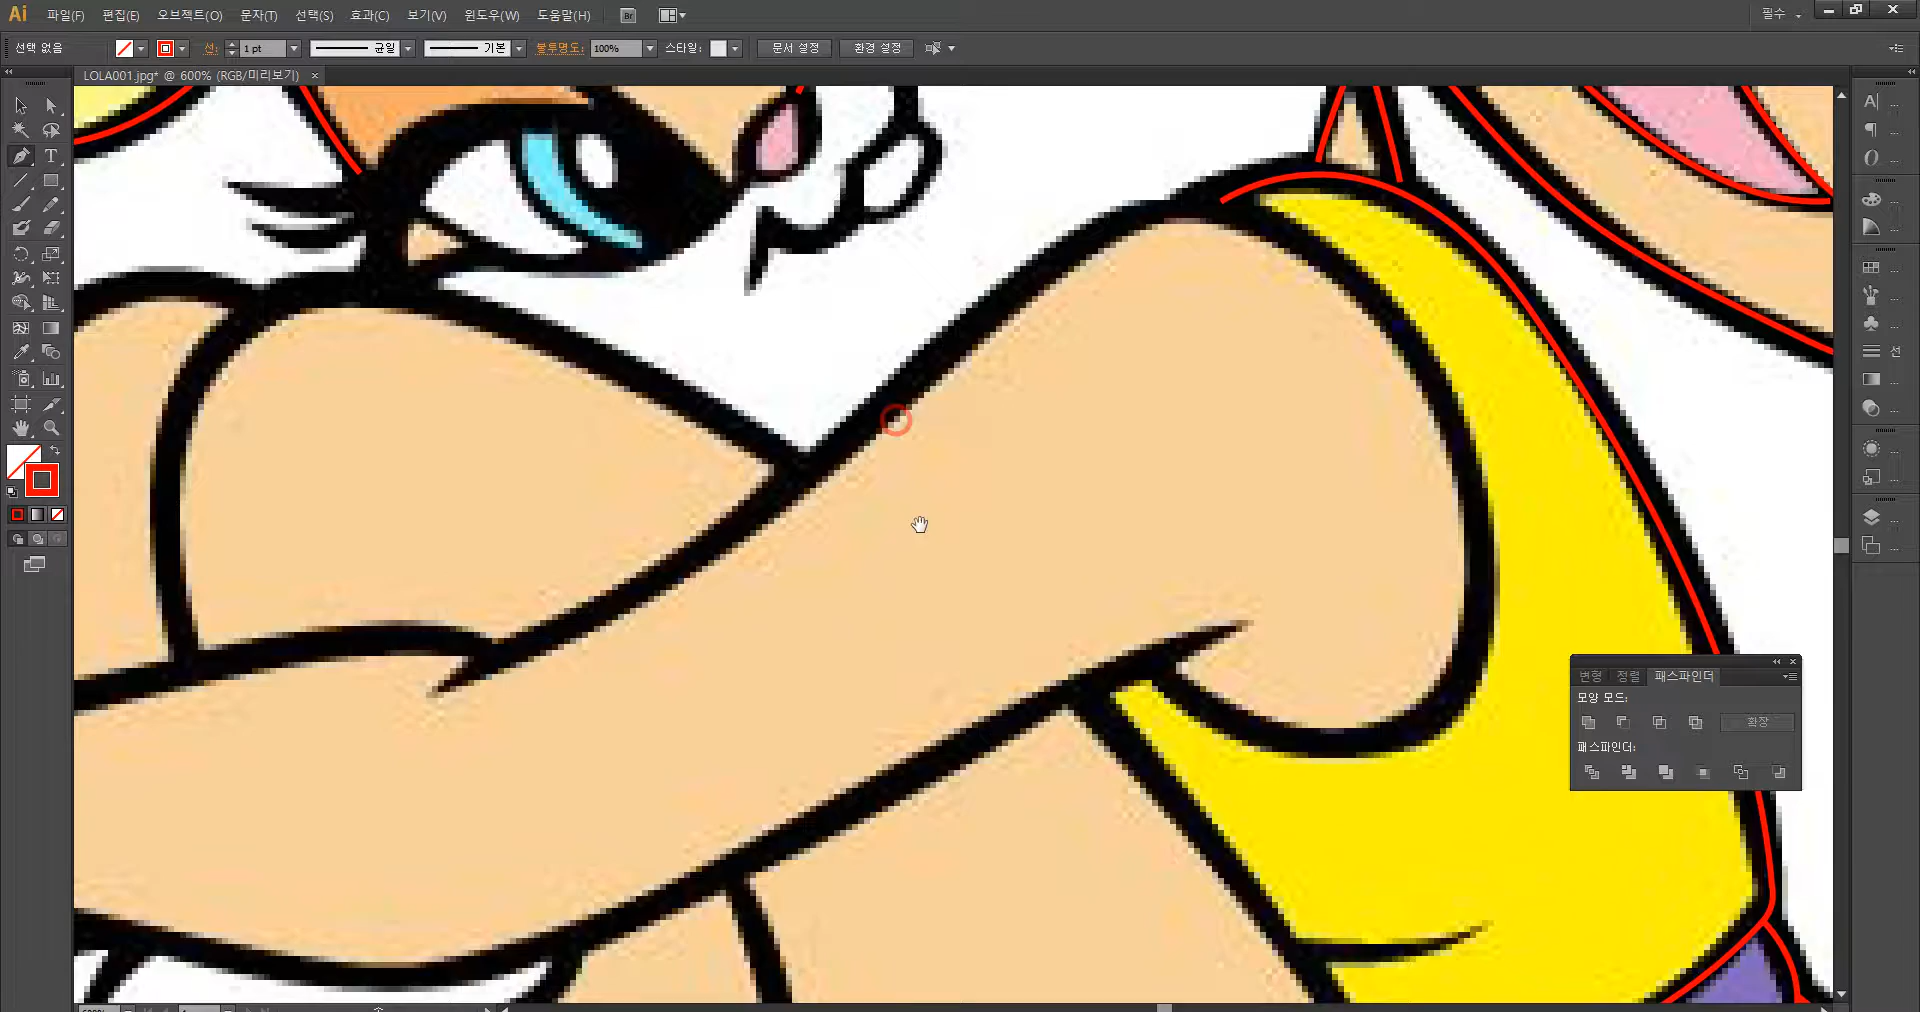 Ai 파일(F) 편집(E) 오브젝트(O) 문자(T) 선택(S) 효과(C) 보기(V) 윈도우(W) 도움말(H) Br 필수
선택 없음 선: 1 pt 균일 기본 불투명도: 100% 스타일: 문서 설정 환경 설정
LOLA001.jpg* @ 600% (RGB/미리보기)
선
변형 정렬 패스파인더
모양 모드:
확장
패스파인더: